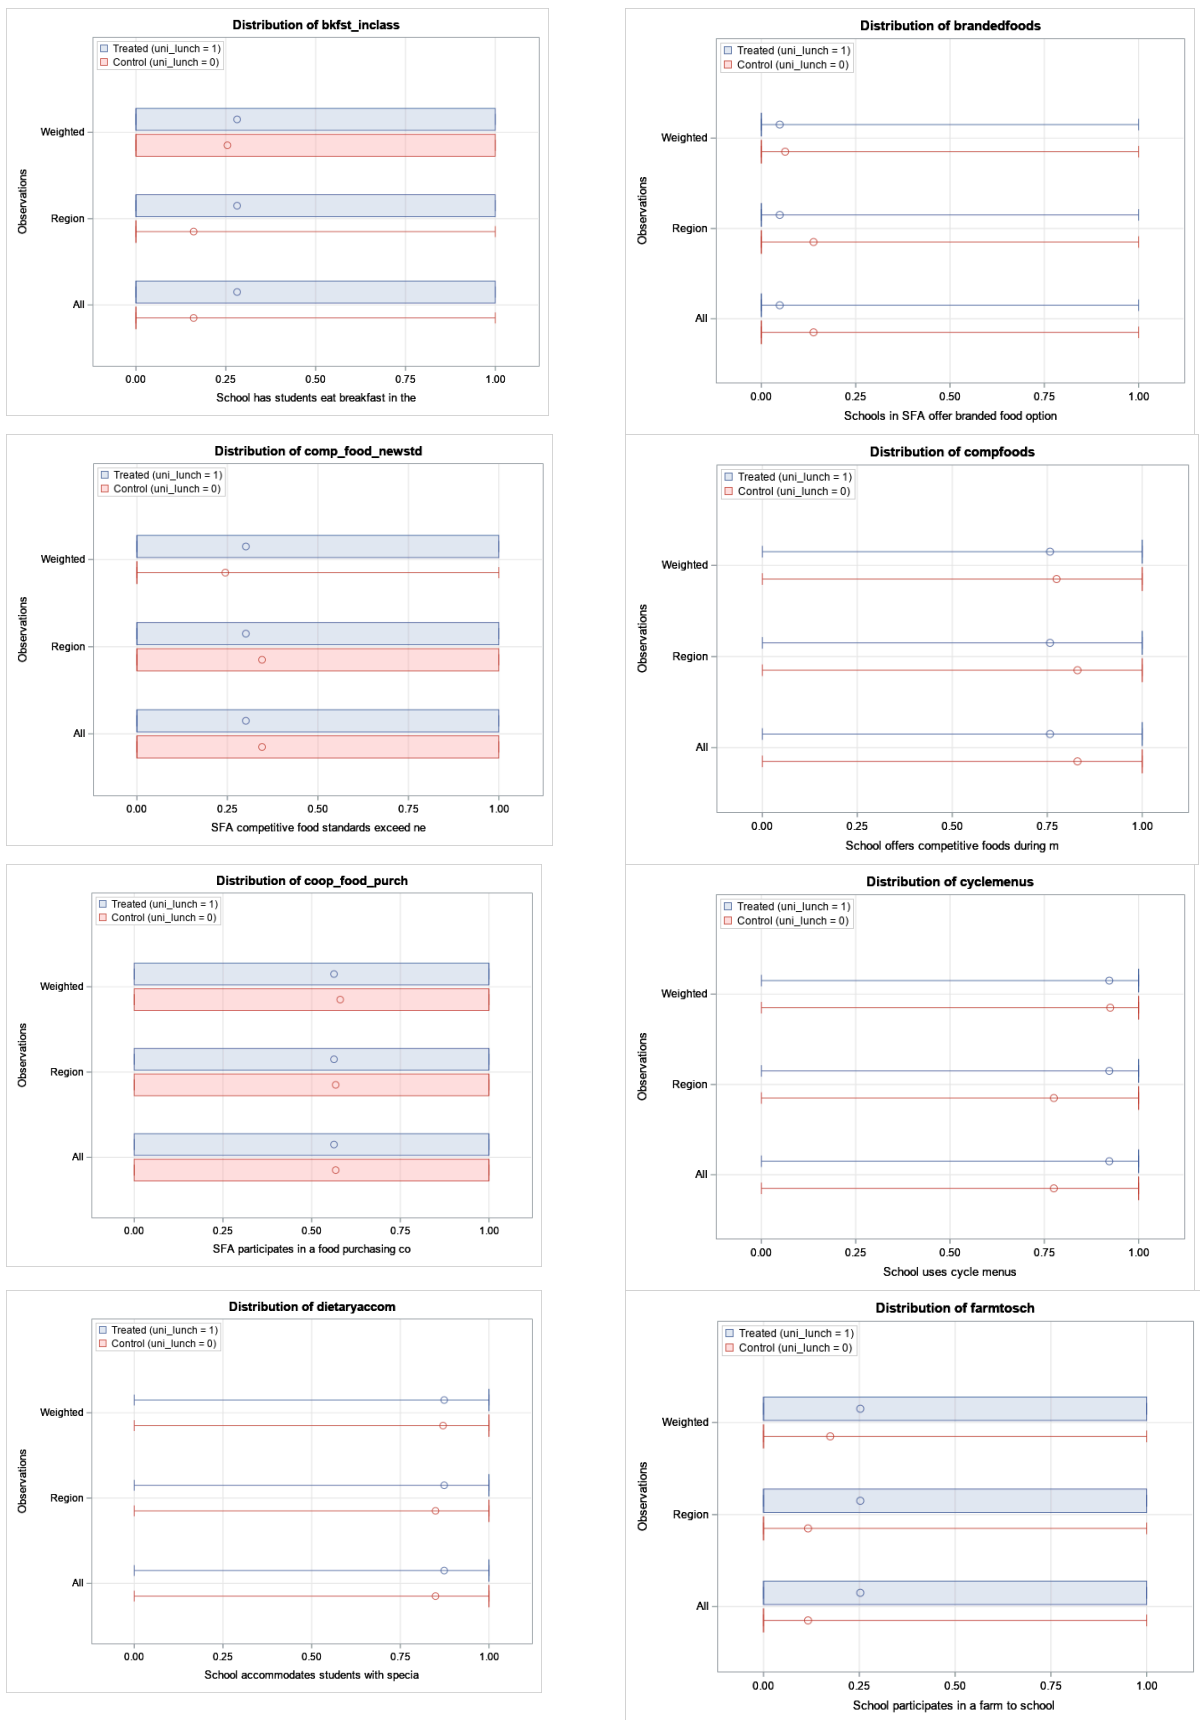 Distribution of bkfst_inclass
Treated (uni_lunch = 1)
Control (uni_lunch = 0)
Observations
Weighted
Region
All
0.00 0.25 0.50 0.75 1.00
School has students eat breakfast in the
Distribution of brandedfoods
Treated (uni_lunch = 1)
Control (uni_lunch = 0)
Observations
Weighted
Region
All
0.00 0.25 0.50 0.75 1.00
Schools in SFA offer branded food option
Distribution of comp_food_newstd
Treated (uni_lunch = 1)
Control (uni_lunch = 0)
Observations
Weighted
Region
All
0.00 0.25 0.50 0.75 1.00
SFA competitive food standards exceed ne
Distribution of compfoods
Treated (uni_lunch = 1)
Control (uni_lunch = 0)
Observations
Weighted
Region
All
0.00 0.25 0.50 0.75 1.00
School offers competitive foods during m
Distribution of coop_food_purch
Treated (uni_lunch = 1)
Control (uni_lunch = 0)
Observations
Weighted
Region
All
0.00 0.25 0.50 0.75 1.00
SFA participates in a food purchasing co
Distribution of cyclemenus
Treated (uni_lunch = 1)
Control (uni_lunch = 0)
Observations
Weighted
Region
All
0.00 0.25 0.50 0.75 1.00
School uses cycle menus
Distribution of dietaryaccom
Treated (uni_lunch = 1)
Control (uni_lunch = 0)
Observations
Weighted
Region
All
0.00 0.25 0.50 0.75 1.00
School accommodates students with specia
Distribution of farmtosch
Treated (uni_lunch = 1)
Control (uni_lunch = 0)
Observations
Weighted
Region
All
0.00 0.25 0.50 0.75 1.00
School participates in a farm to school